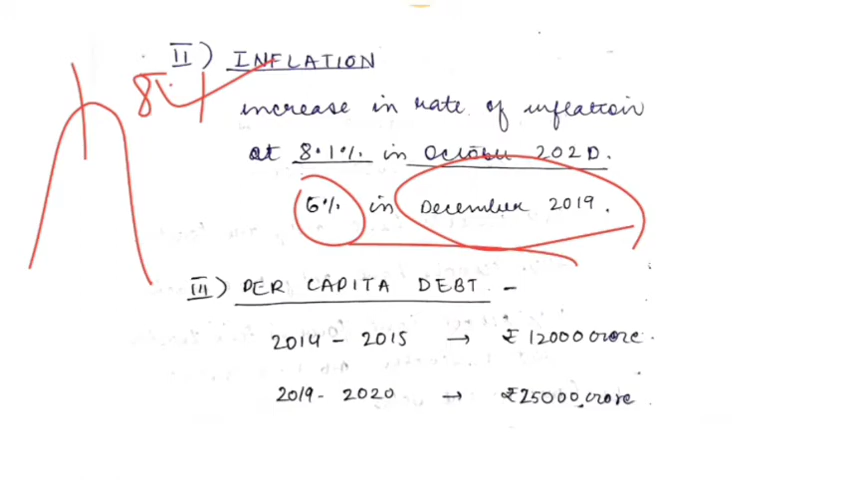 II) INFLATION
8%
increase in rate of inflation
at 8.1% in October 2020.
6% in December 2019.
III) PER CAPITA DEBT -
2014 - 2015 → ₹ 12000 crore.
2019 - 2020 → ₹25000 crore